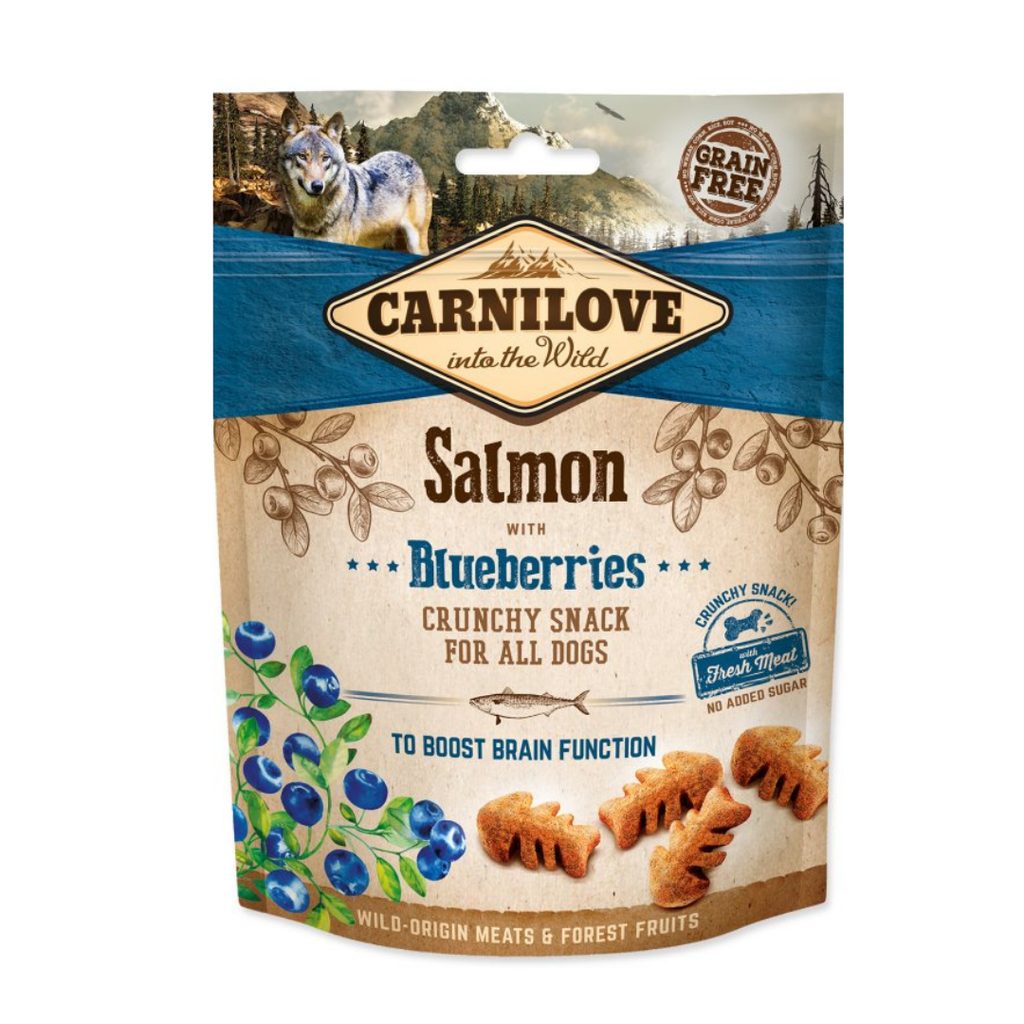 GRAIN
FREE
CARNILOVE
into the Wild
Salmon
WITH
Blueberries
CRUNCHY SNACK
FOR ALL DOGS
CRUNCHY SNACK!
with
Fresh Meat
NO ADDED SUGAR
TO BOOST BRAIN FUNCTION
WILD-ORIGIN MEATS & FOREST FRUITS